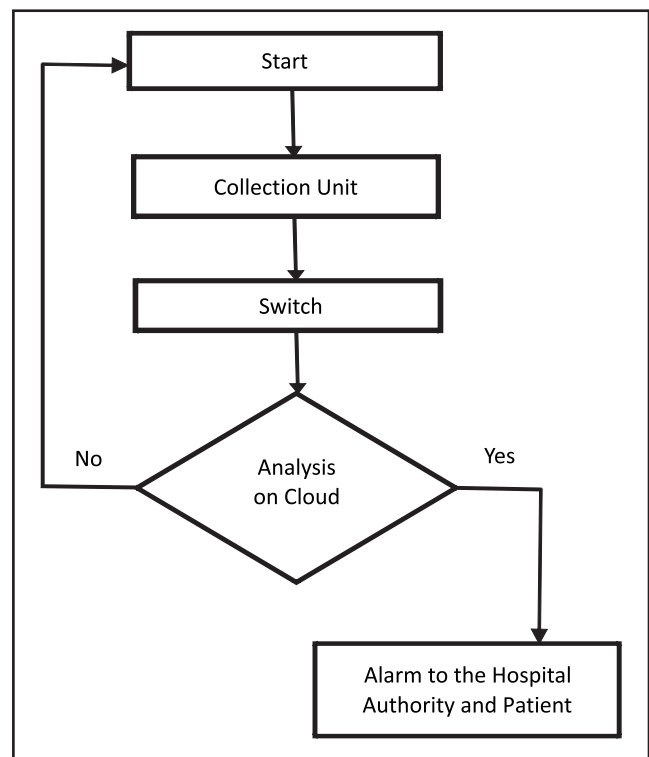 Start
Collection Unit
Switch
No
Yes
Analysis
on Cloud
Alarm to the Hospital
Authority and Patient